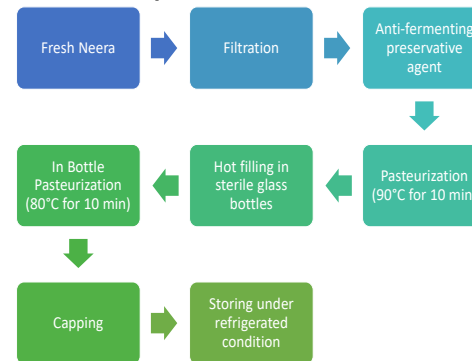 Fresh Neera
Filtration
Anti-fermenting
preservative
agent
Pasteurization
(90°C for 10 min
Hot filling in
sterile glass
bottles
In Bottle
Pasteurization
(80°C for 10 min)
Capping
Storing under
refrigerated
condition